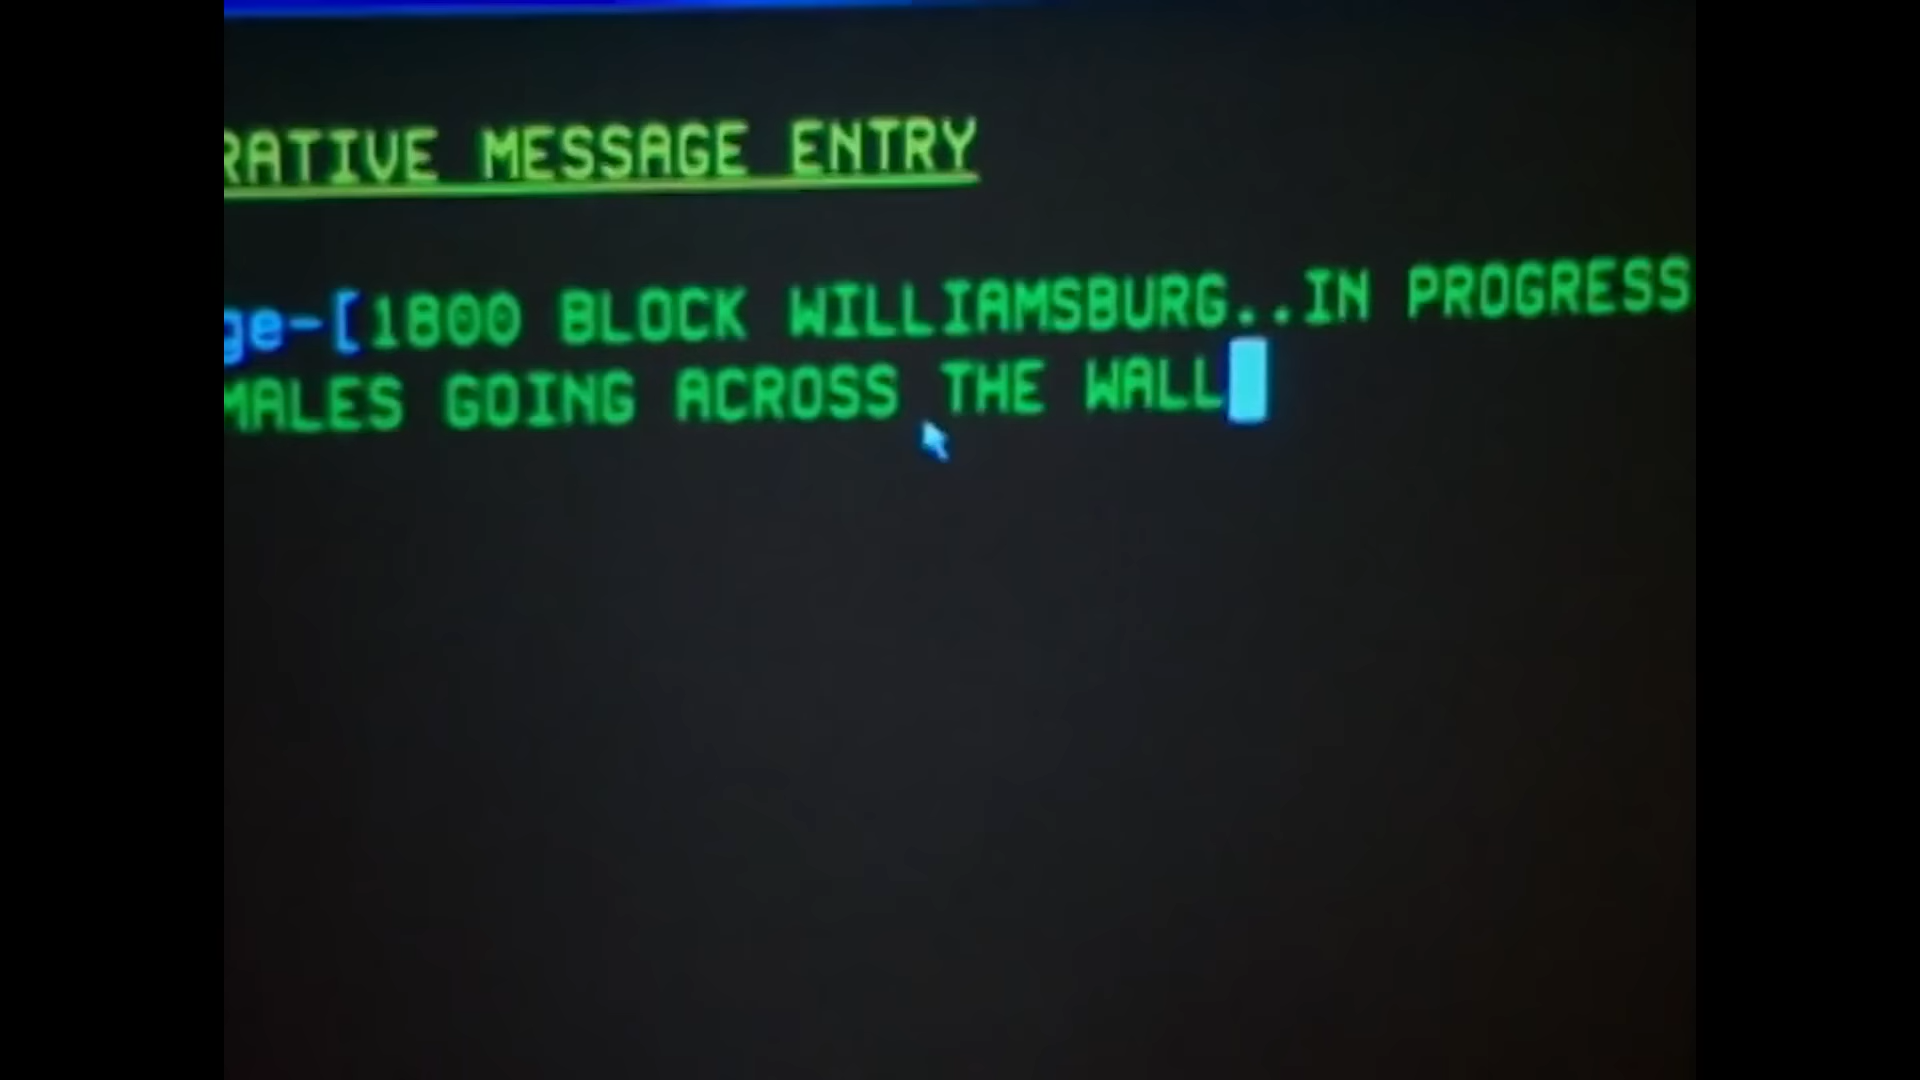 RATIVE MESSAGE ENTRY
ge-[1800 BLOCK WILLIAMSBURG..IN PROGRESS
MALES GOING ACROSS THE WALL